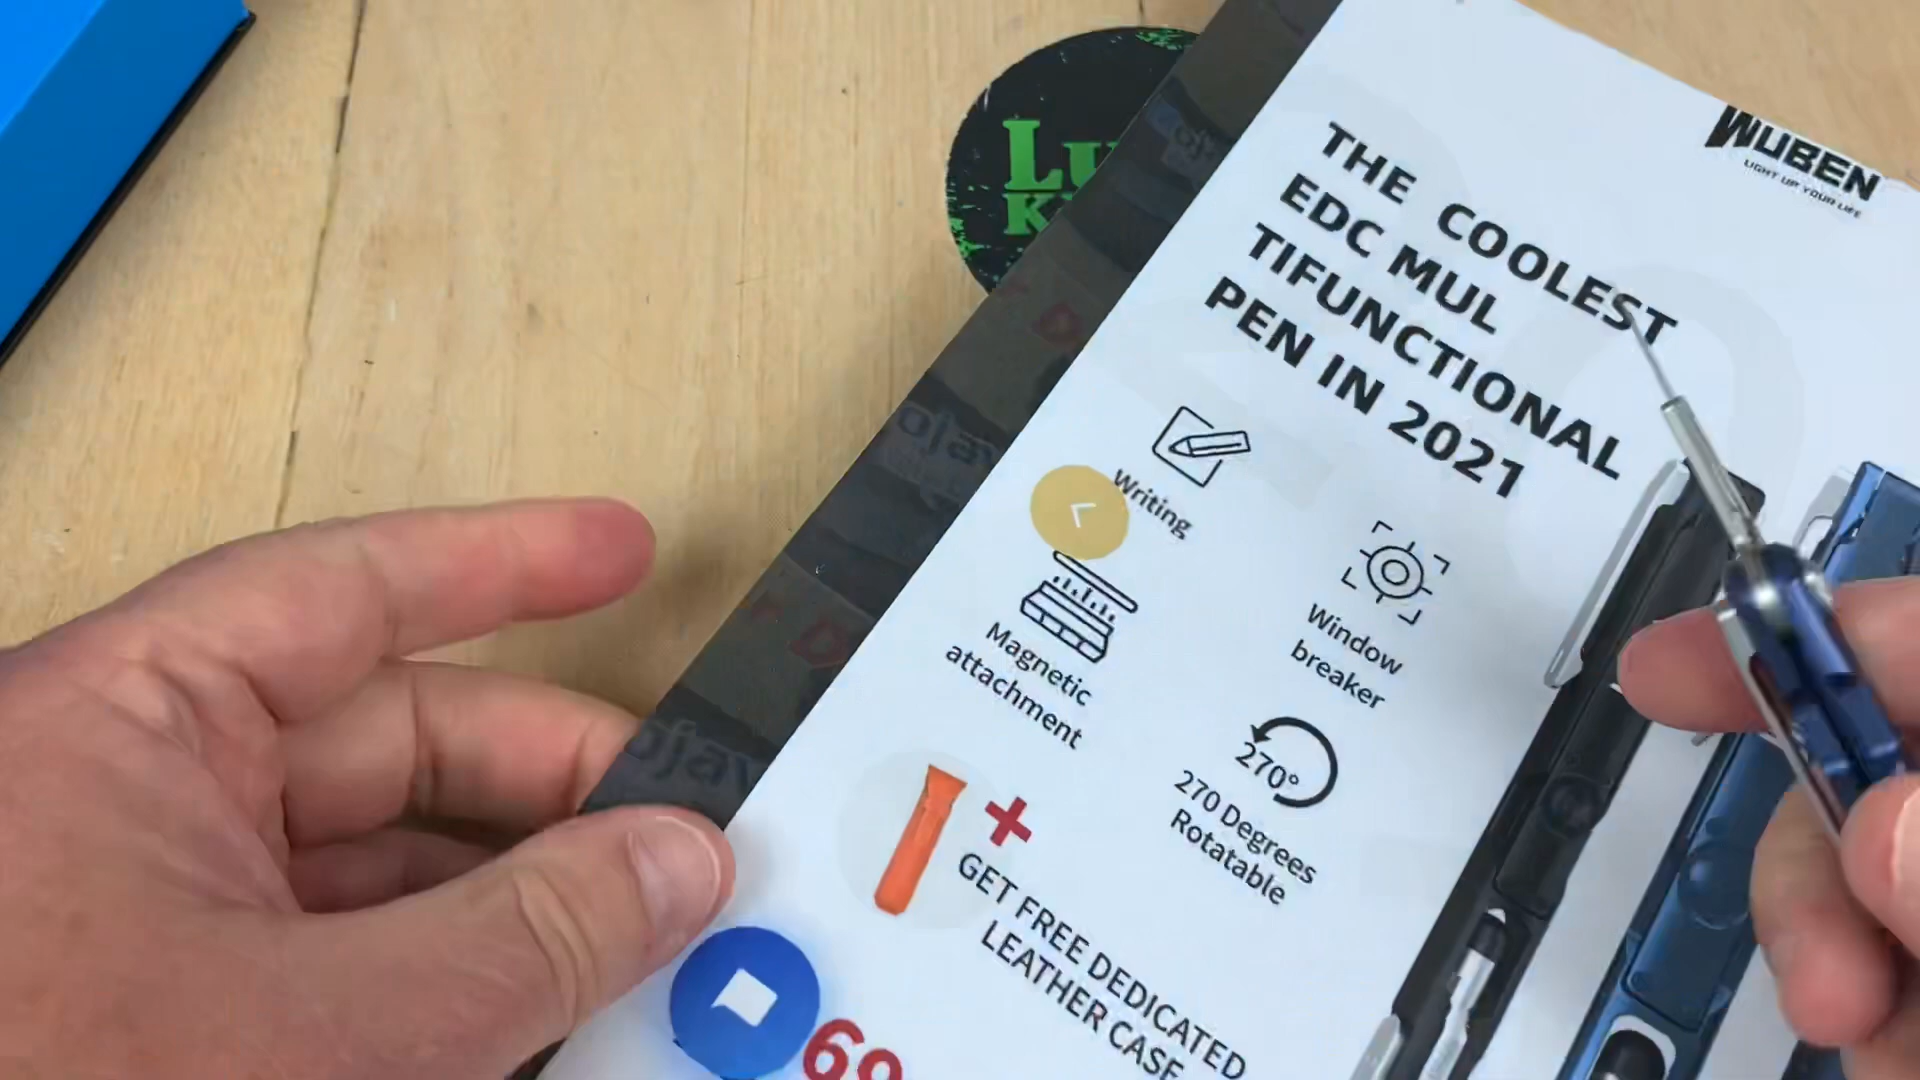 WUBEN
LIGHT UP YOUR LIFE
THE COOLEST
EDC MUL
TIFUNCTIONAL
PEN IN 2021
Writing
Window
breaker
Magnetic
attachment
270°
270 Degrees
Rotatable
GET FREE DEDICATED
LEATHER CASE